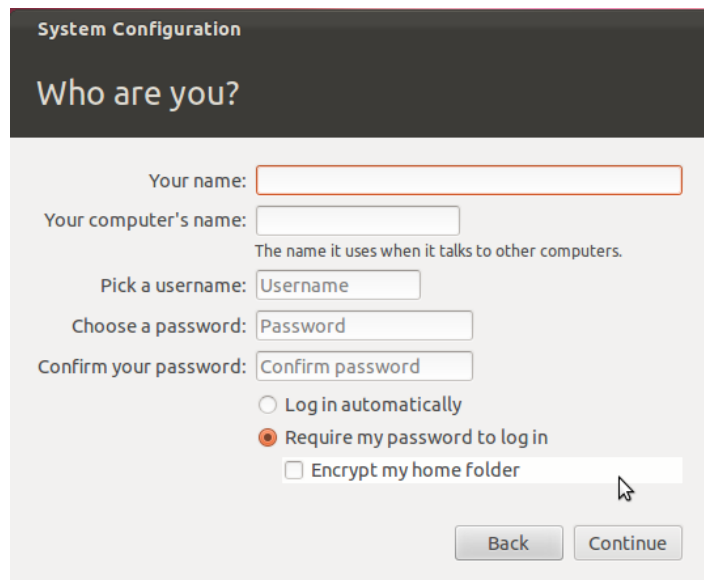 System Configuration
Who are you?
Your name:
Your computer's name:
The name it uses when it talks to other computers.
Pick a username: Username
Choose a password: Password
Confirm your password: Confirm password
Log in automatically
Require my password to log in
Encrypt my home folder
Back Continue